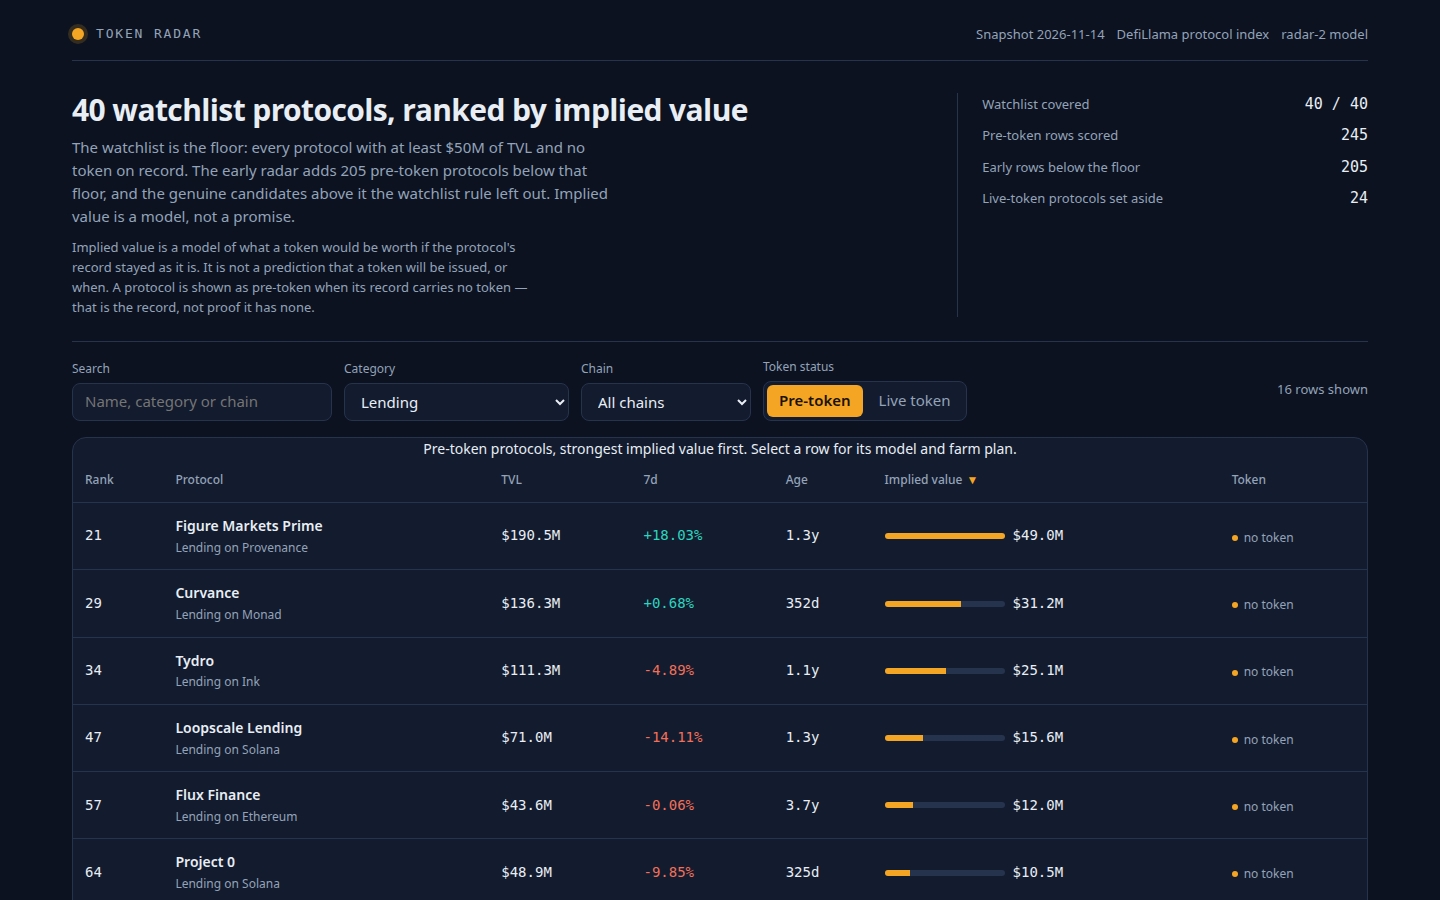 TOKEN RADAR
Snapshot 2026-11-14 DefiLlama protocol index radar-2 model
40 watchlist protocols, ranked by implied value
The watchlist is the floor: every protocol with at least $50M of TVL and no
token on record. The early radar adds 205 pre-token protocols below that
floor, and the genuine candidates above it the watchlist rule left out. Implied
value is a model, not a promise.
Implied value is a model of what a token would be worth if the protocol's
record stayed as it is. It is not a prediction that a token will be issued, or
when. A protocol is shown as pre-token when its record carries no token —
that is the record, not proof it has none.
Watchlist covered 40 / 40
Pre-token rows scored 245
Early rows below the floor 205
Live-token protocols set aside 24
Search Category Chain Token status
Name, category or chain Lending All chains Pre-token Live token
16 rows shown
Pre-token protocols, strongest implied value first. Select a row for its model and farm plan.
Rank Protocol TVL 7d Age Implied value ▼ Token
21 Figure Markets Prime $190.5M +18.03% 1.3y $49.0M no token
Lending on Provenance
29 Curvance $136.3M +0.68% 352d $31.2M no token
Lending on Monad
34 Tydro $111.3M -4.89% 1.1y $25.1M no token
Lending on Ink
47 Loopscale Lending $71.0M -14.11% 1.3y $15.6M no token
Lending on Solana
57 Flux Finance $43.6M -0.06% 3.7y $12.0M no token
Lending on Ethereum
64 Project 0 $48.9M -9.85% 325d $10.5M no token
Lending on Solana